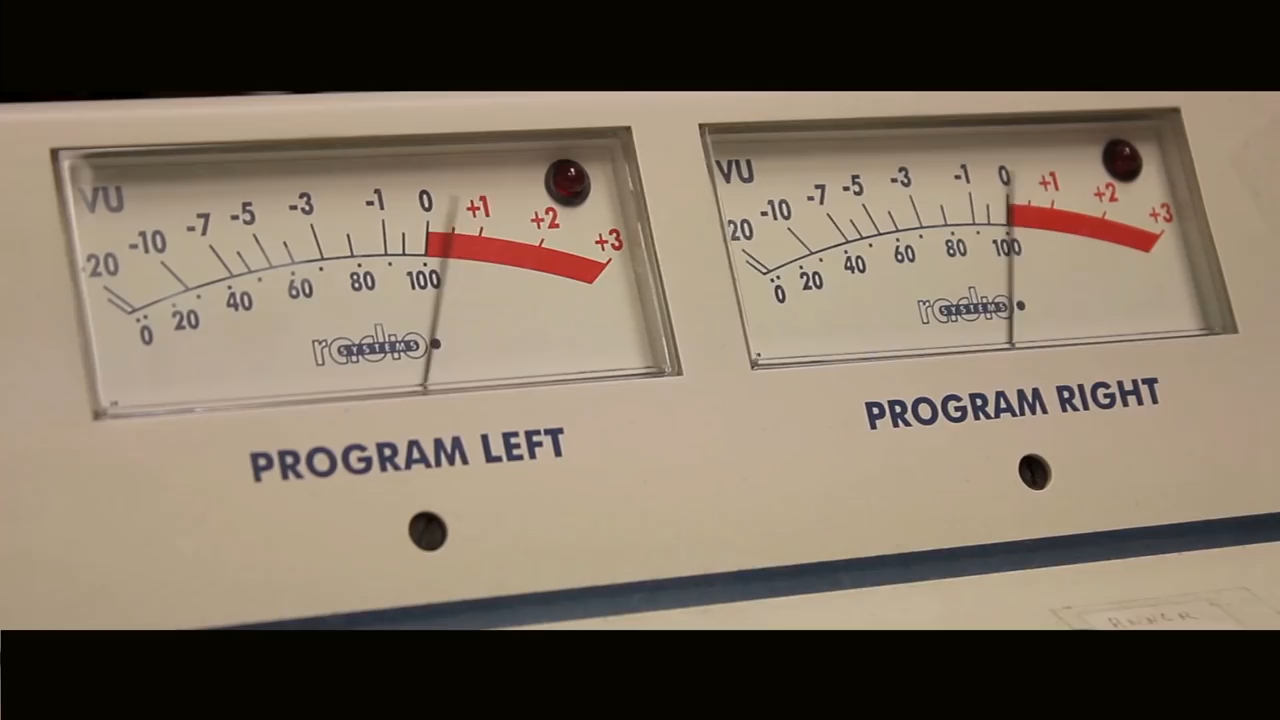 VU
-20 -10 -7 -5 -3 -1 0 +1 +2 +3
0 20 40 60 80 100
radio
SYSTEMS
PROGRAM LEFT
VU
20 -10 -7 -5 -3 -1 0 +1 +2 +3
0 20 40 60 80 100
radio
SYSTEMS
PROGRAM RIGHT